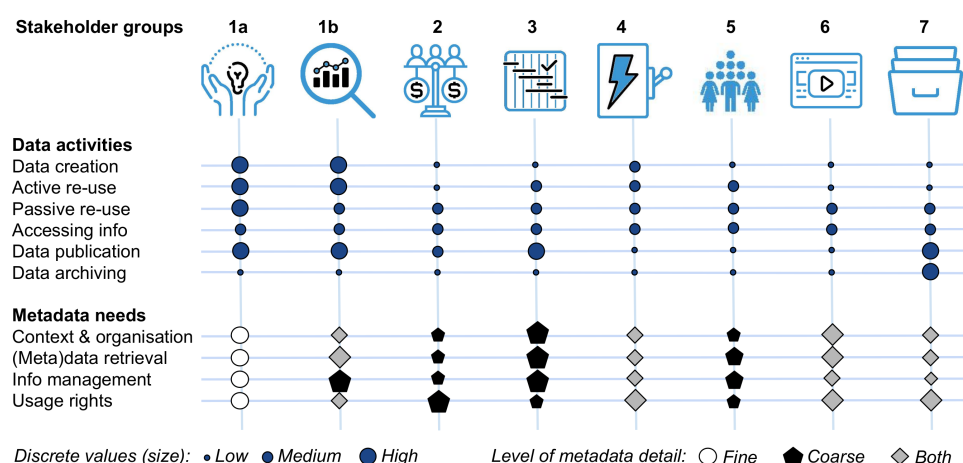 Stakeholder groups 1a 1b 2 3 4 5 6 7
$ $
Data activities
Data creation
Active re-use
Passive re-use
Accessing info
Data publication
Data archiving
Metadata needs
Context & organisation
(Meta)data retrieval
Info management
Usage rights
Discrete values (size): Low Medium High Level of metadata detail: Fine Coarse Both